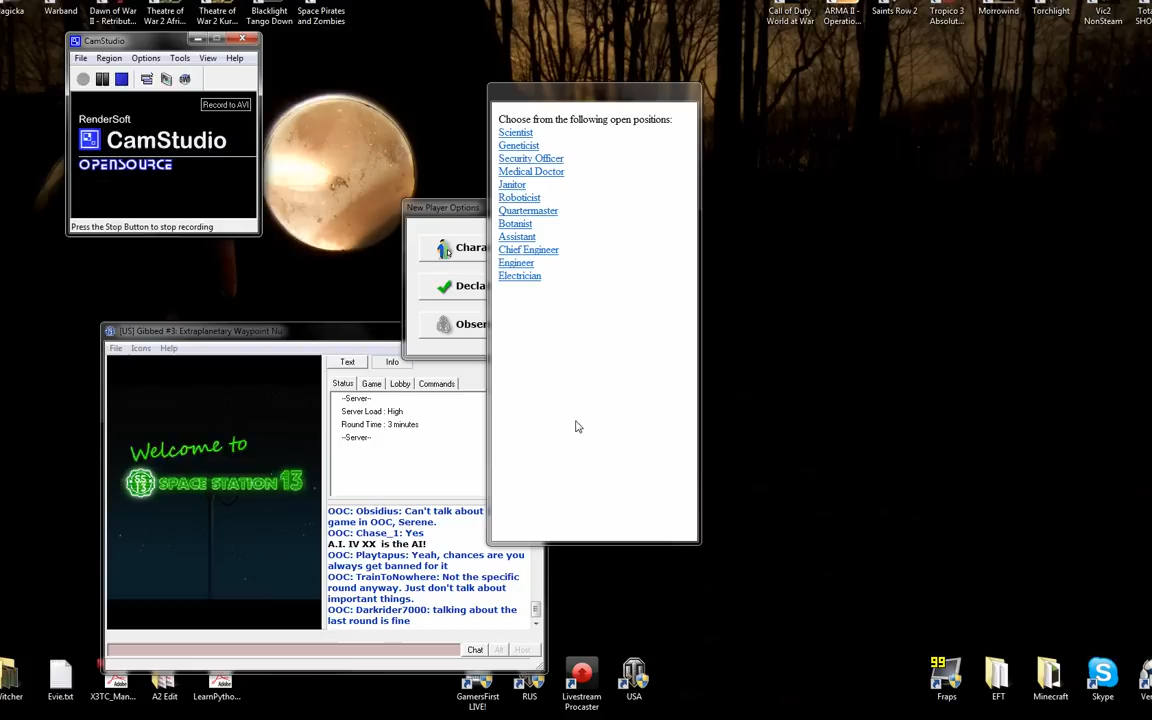 agicka
Warband
Dawn of War
II - Retribut...
Theatre of
War 2 Afri...
Theatre of
War 2 Kur...
Blacklight
Tango Down
Space Pirates
and Zombies
Call of Duty
World at War
ARMA II -
Operatio...
Saints Row 2
Tropico 3
Absolut...
Morrowind
Torchlight
Vic2
NonSteam
CamStudio
File Region Options Tools View Help
Record to AVI
RenderSoft
CamStudio
OPENSOURCE
Press the Stop Button to stop recording
New Player Options
Chara
Decla
Obser
Choose from the following open positions:
Scientist
Geneticist
Security Officer
Medical Doctor
Janitor
Roboticist
Quartermaster
Botanist
Assistant
Chief Engineer
Engineer
Electrician
[US] Gibbed #3: Extraplanetary Waypoint Nu
File Icons Help
Text Info
Status Game Lobby Commands
--Server--
Server Load : High
Round Time : 3 minutes
--Server--
Welcome to
SS 13
SPACE STATION 13
OOC: Obsidius: Can't talk about
game in OOC, Serene.
OOC: Chase_1: Yes
A.I. IV XX is the AI!
OOC: Playtapus: Yeah, chances are you
always get banned for it
OOC: TrainToNowhere: Not the specific
round anyway. Just don't talk about
important things.
OOC: Darkrider7000: talking about the
last round is fine
Chat Alt Host
Witcher
Evie.txt
X3TC_Man...
A2 Edit
LearnPytho...
GamersFirst
LIVE!
RUS
Livestream
Procaster
USA
99
Fraps
EFT
Minecraft
Skype